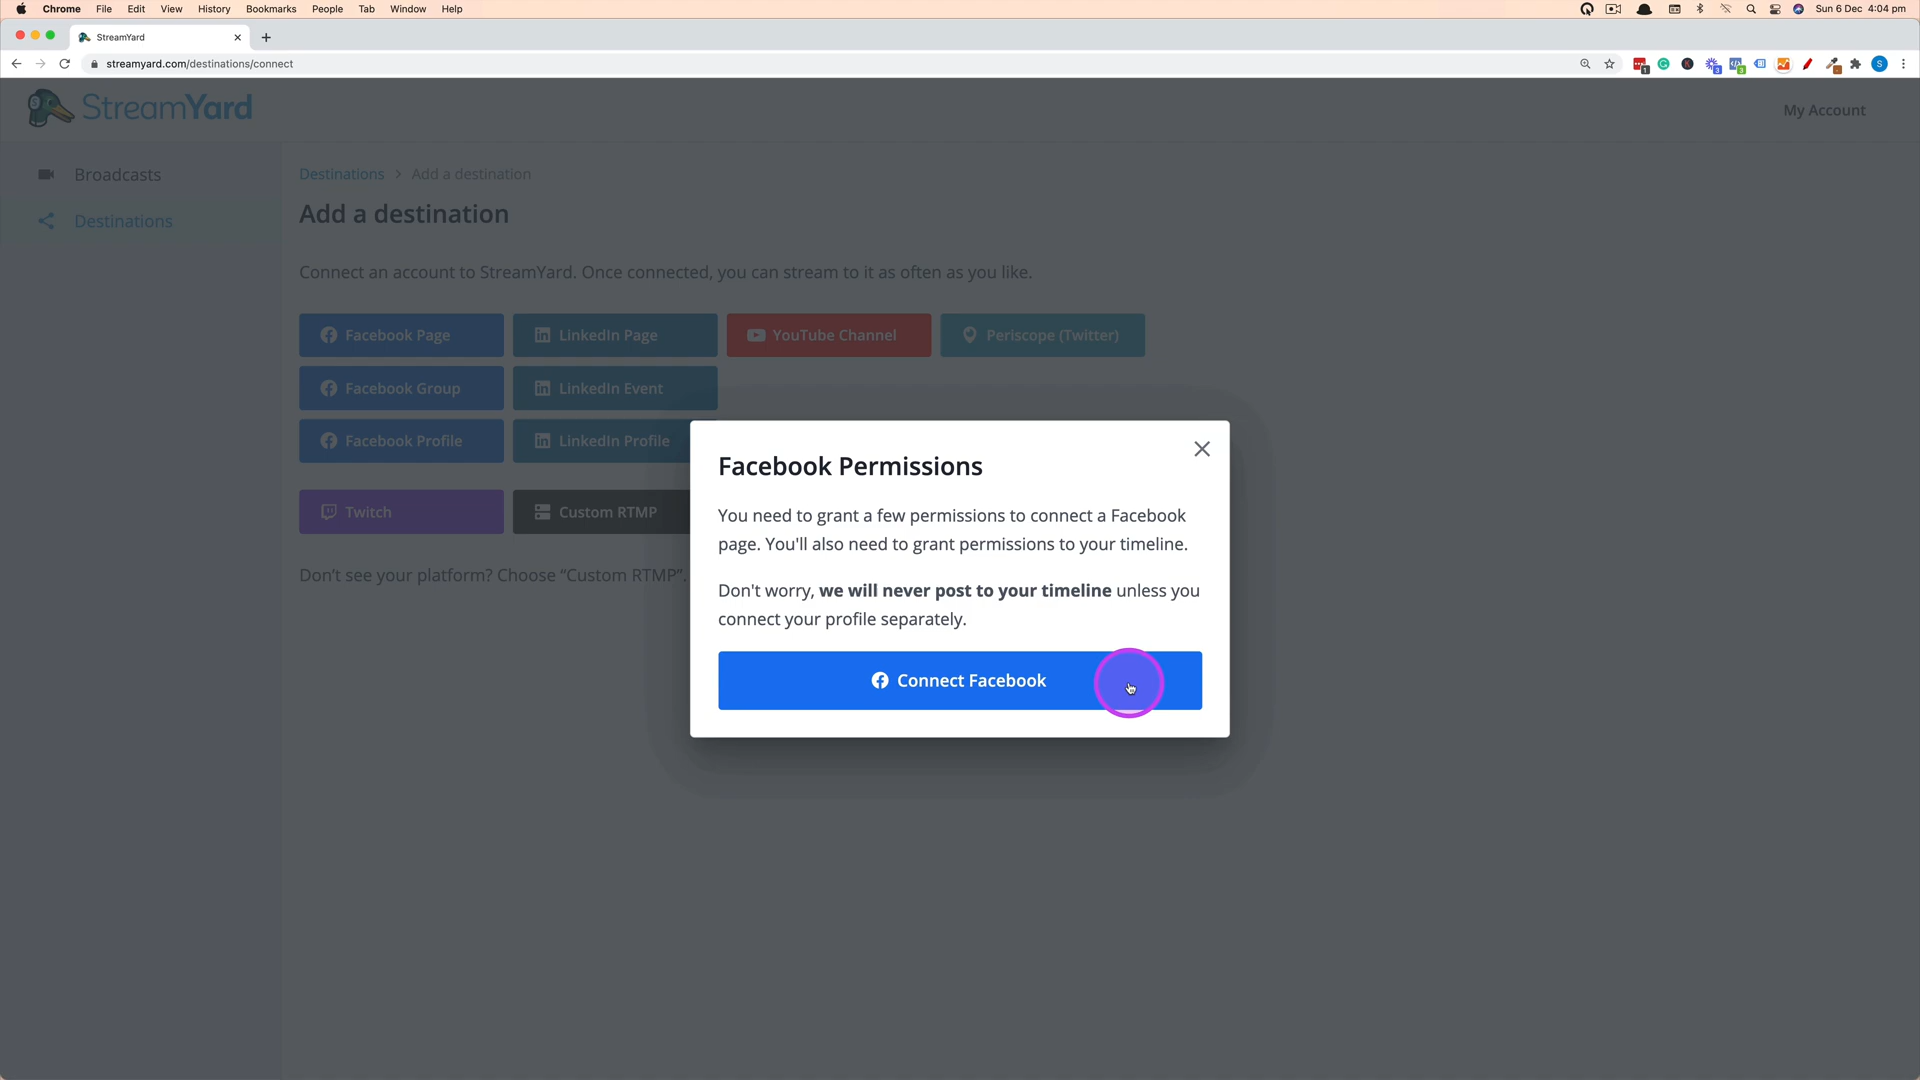 Chrome File Edit View History Bookmarks People Tab Window Help Sun 6 Dec 4:04 pm
StreamYard
streamyard.com/destinations/connect
StreamYard
My Account
Broadcasts
Destinations
Destinations > Add a destination
Add a destination
Connect an account to StreamYard. Once connected, you can stream to it as often as you like.
Facebook Page LinkedIn Page YouTube Channel Periscope (Twitter)
Facebook Group LinkedIn Event
Facebook Profile LinkedIn Profile
Twitch Custom RTMP
Don't see your platform? Choose “Custom RTMP”.
Facebook Permissions
You need to grant a few permissions to connect a Facebook
page. You'll also need to grant permissions to your timeline.
Don't worry, we will never post to your timeline unless you
connect your profile separately.
Connect Facebook